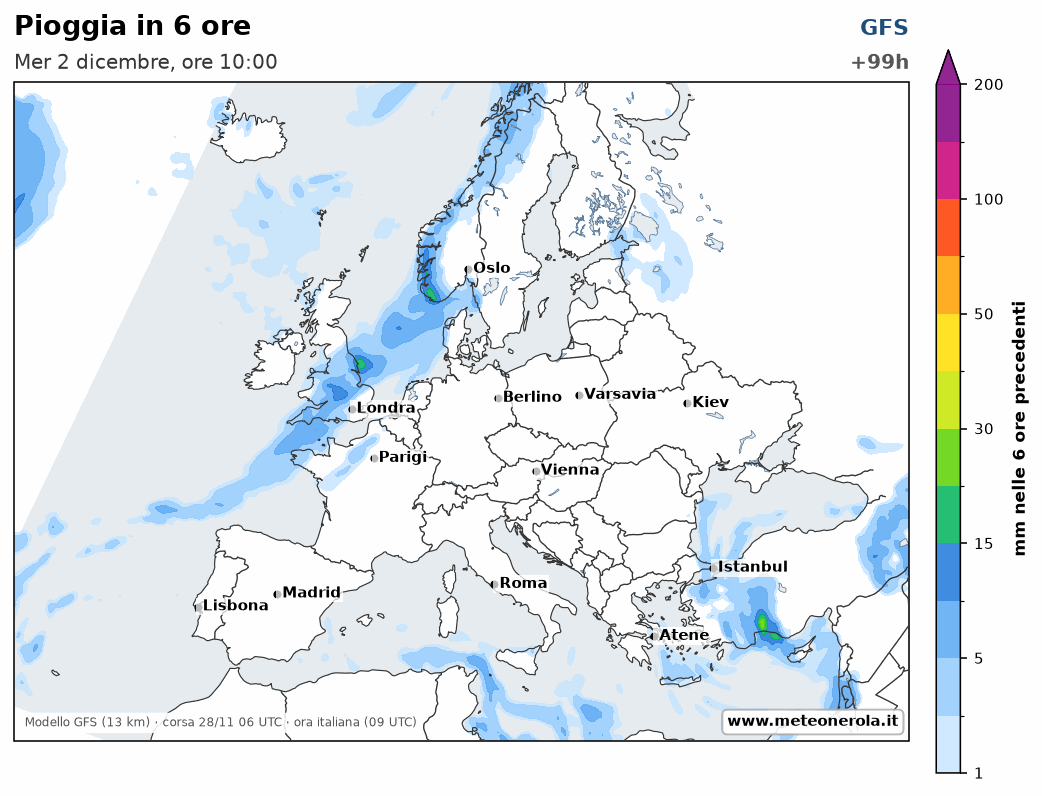 Pioggia in 6 ore
GFS
Mer 2 dicembre, ore 10:00
+99h
200
100
50
30
15
5
1
mm nelle 6 ore precedenti
Oslo
Londra
Berlino
Varsavia
Kiev
Parigi
Vienna
Istanbul
Roma
Madrid
Lisbona
Atene
Modello GFS (13 km) · corsa 28/11 06 UTC · ora italiana (09 UTC)
www.meteonerola.it